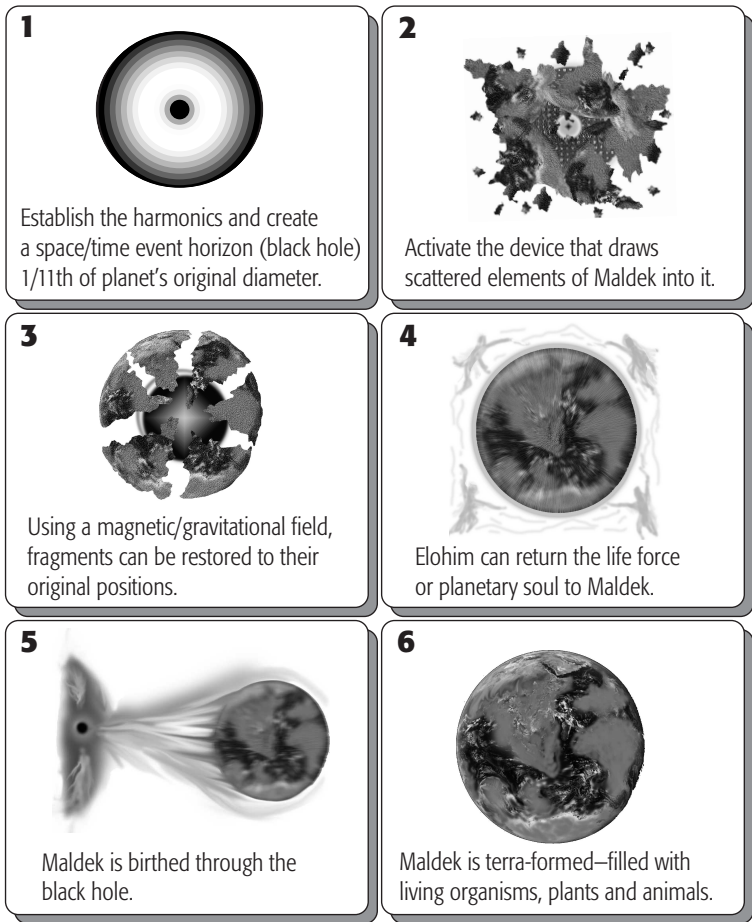 1
Establish the harmonics and create
a space/time event horizon (black hole)
1/11th of planet's original diameter.
2
Activate the device that draws
scattered elements of Maldek into it.
3
Using a magnetic/gravitational field,
fragments can be restored to their
original positions.
4
Elohim can return the life force
or planetary soul to Maldek.
5
Maldek is birthed through the
black hole.
6
Maldek is terra-formed–filled with
living organisms, plants and animals.